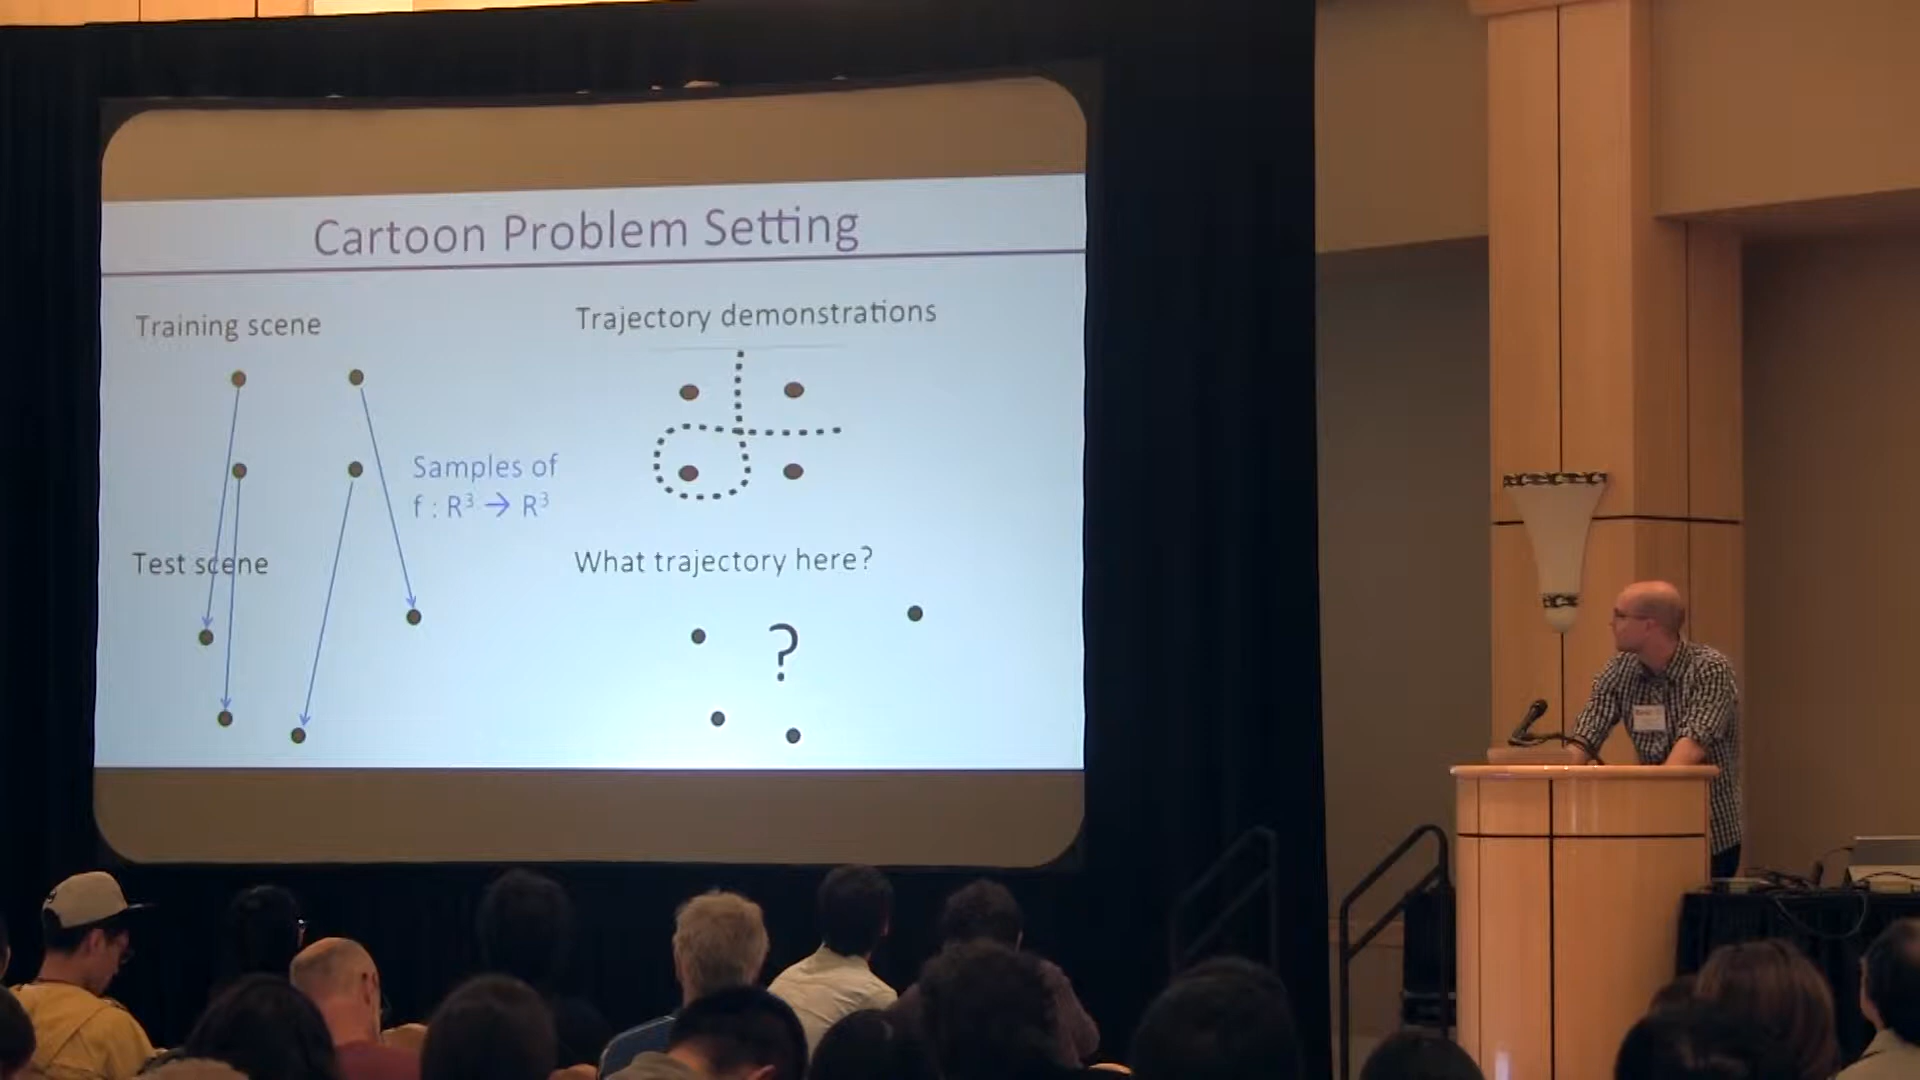 Cartoon Problem Setting
Training scene
Trajectory demonstrations
Samples of
f : R³ → R³
Test scene
What trajectory here?
?